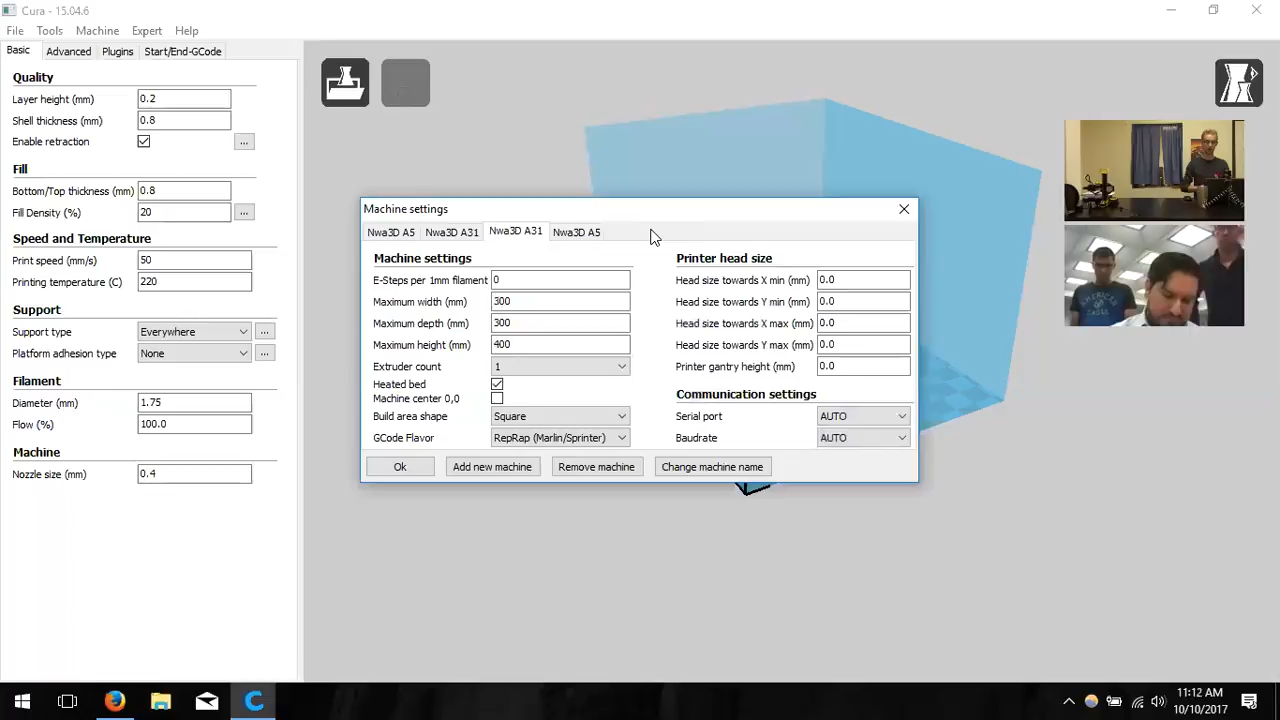 Cura - 15.04.6
File Tools Machine Expert Help
Basic Advanced Plugins Start/End-GCode
Quality
Layer height (mm) 0.2
Shell thickness (mm) 0.8
Enable retraction ...
Fill
Bottom/Top thickness (mm) 0.8
Fill Density (%) 20 ...
Speed and Temperature
Print speed (mm/s) 50
Printing temperature (C) 220
Support
Support type Everywhere ...
Platform adhesion type None ...
Filament
Diameter (mm) 1.75
Flow (%) 100.0
Machine
Nozzle size (mm) 0.4
Machine settings
Nwa3D A5 Nwa3D A31 Nwa3D A31 Nwa3D A5
Machine settings
E-Steps per 1mm filament 0
Maximum width (mm) 300
Maximum depth (mm) 300
Maximum height (mm) 400
Extruder count 1
Heated bed
Machine center 0,0
Build area shape Square
GCode Flavor RepRap (Marlin/Sprinter)
Printer head size
Head size towards X min (mm) 0.0
Head size towards Y min (mm) 0.0
Head size towards X max (mm) 0.0
Head size towards Y max (mm) 0.0
Printer gantry height (mm) 0.0
Communication settings
Serial port AUTO
Baudrate AUTO
Ok Add new machine Remove machine Change machine name
11:12 AM
10/10/2017